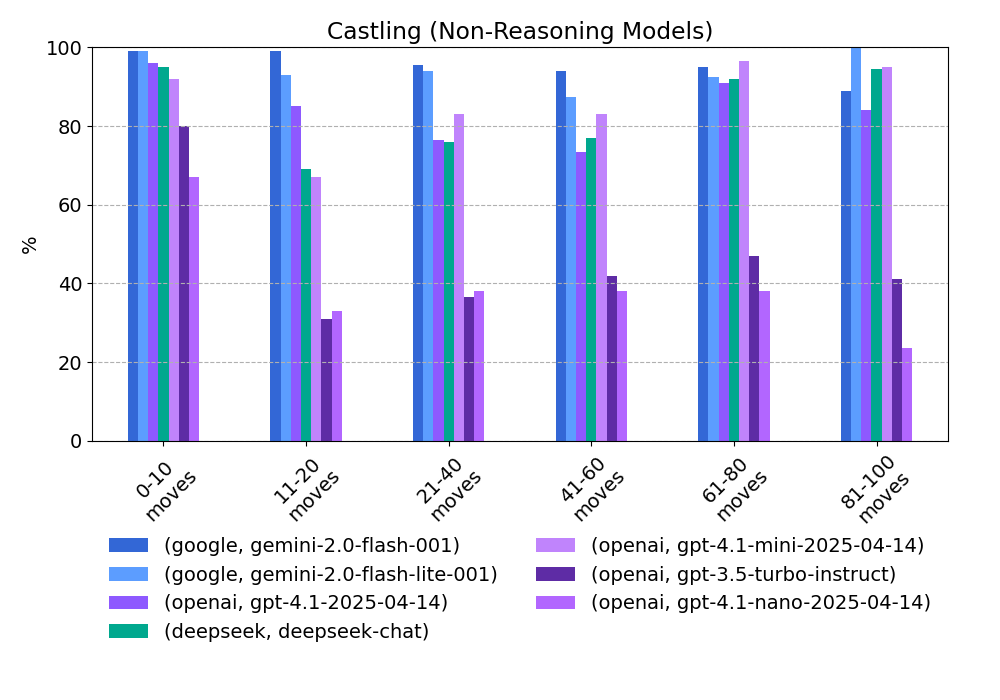 Castling (Non-Reasoning Models)
%
100
80
60
40
20
0
0-10
moves
11-20
moves
21-40
moves
41-60
moves
61-80
moves
81-100
moves
(google, gemini-2.0-flash-001)
(google, gemini-2.0-flash-lite-001)
(openai, gpt-4.1-2025-04-14)
(deepseek, deepseek-chat)
(openai, gpt-4.1-mini-2025-04-14)
(openai, gpt-3.5-turbo-instruct)
(openai, gpt-4.1-nano-2025-04-14)